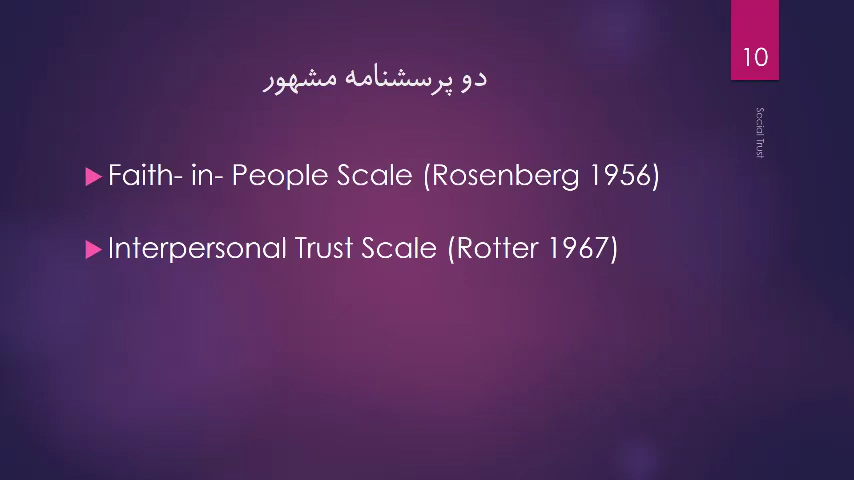 10
دو پرسشنامه مشهور
Social Trust
Faith- in- People Scale (Rosenberg 1956)
Interpersonal Trust Scale (Rotter 1967)